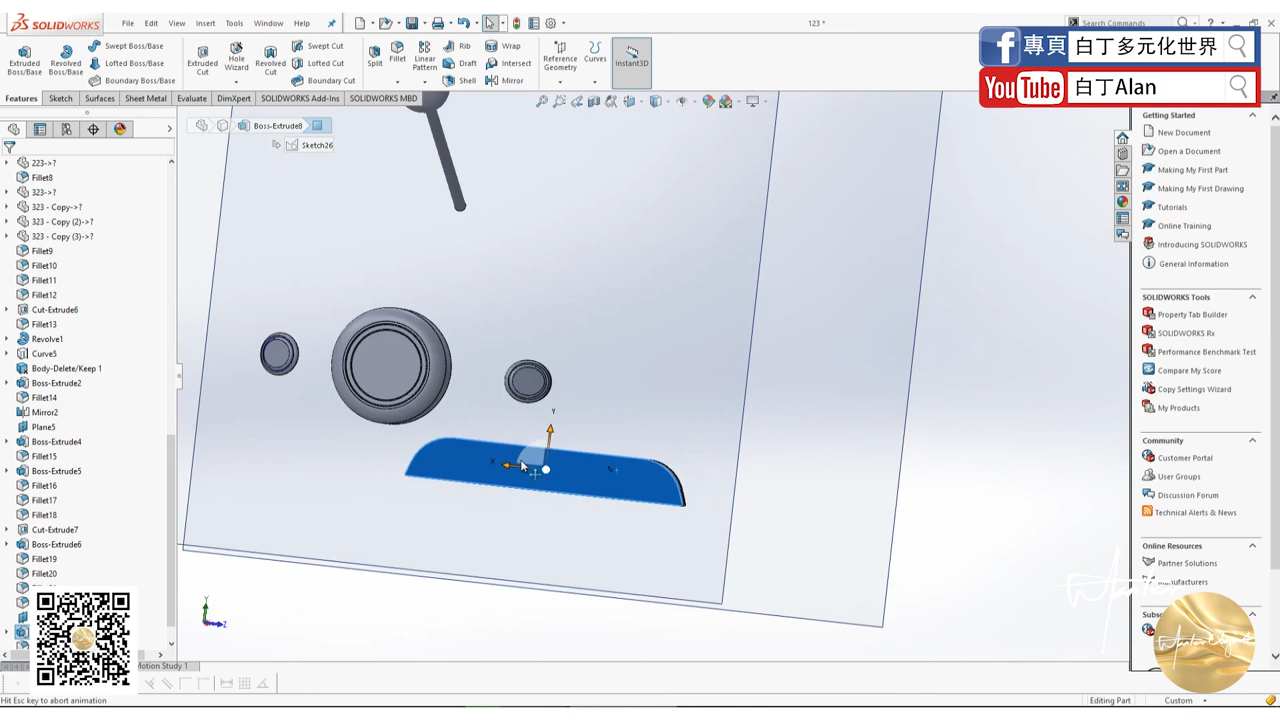 SOLIDWORKS
File Edit View Insert Tools Window Help
123 *
Search Commands
專頁 白丁多元化世界
YouTube 白丁Alan
Extruded Boss/Base
Revolved Boss/Base
Swept Boss/Base
Lofted Boss/Base
Boundary Boss/Base
Extruded Cut
Hole Wizard
Revolved Cut
Swept Cut
Lofted Cut
Boundary Cut
Split
Fillet
Linear Pattern
Rib
Draft
Shell
Wrap
Intersect
Mirror
Reference Geometry
Curves
Instant3D
Features Sketch Surfaces Sheet Metal Evaluate DimXpert SOLIDWORKS Add-Ins SOLIDWORKS MBD
Boss-Extrude8
Sketch26
223->?
Fillet8
323->?
323 - Copy->?
323 - Copy (2)->?
323 - Copy (3)->?
Fillet9
Fillet10
Fillet11
Fillet12
Cut-Extrude6
Fillet13
Revolve1
Curve5
Body-Delete/Keep 1
Boss-Extrude2
Fillet14
Mirror2
Plane5
Boss-Extrude4
Fillet15
Boss-Extrude5
Fillet16
Fillet17
Fillet18
Cut-Extrude7
Boss-Extrude6
Fillet19
Fillet20
Y
X
Y
Z
Motion Study 1
Hit Esc key to abort animation
Editing Part
Custom
Getting Started
New Document
Open a Document
Making My First Part
Making My First Drawing
Tutorials
Online Training
Introducing SOLIDWORKS
General Information
SOLIDWORKS Tools
Property Tab Builder
SOLIDWORKS Rx
Performance Benchmark Test
Compare My Score
Copy Settings Wizard
My Products
Community
Customer Portal
User Groups
Discussion Forum
Technical Alerts & News
Online Resources
Partner Solutions